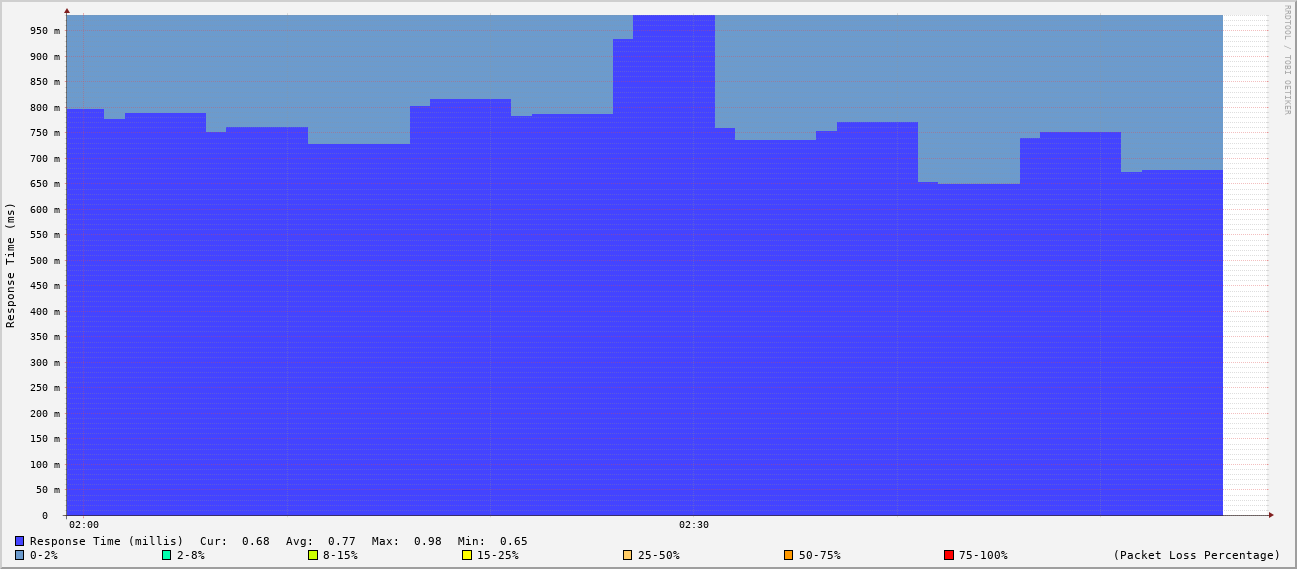 RRDTOOL / TOBI OETIKER
Response Time (ms)
950 m
900 m
850 m
800 m
750 m
700 m
650 m
600 m
550 m
500 m
450 m
400 m
350 m
300 m
250 m
200 m
150 m
100 m
50 m
0
02:00 02:30
Response Time (millis) Cur: 0.68 Avg: 0.77 Max: 0.98 Min: 0.65
0-2% 2-8% 8-15% 15-25% 25-50% 50-75% 75-100% (Packet Loss Percentage)